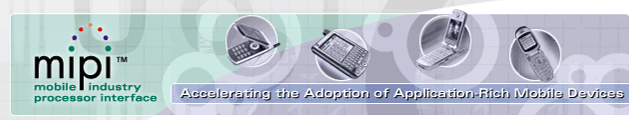 mipi™
mobile industry
processor interface
Accelerating the Adoption of Application-Rich Mobile Devices